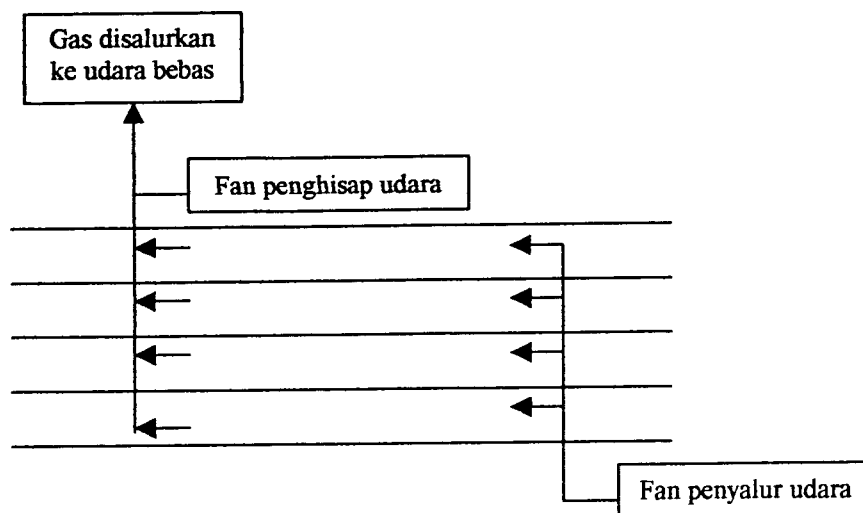 Gas disalurkan
ke udara bebas
Fan penghisap udara
Fan penyalur udara